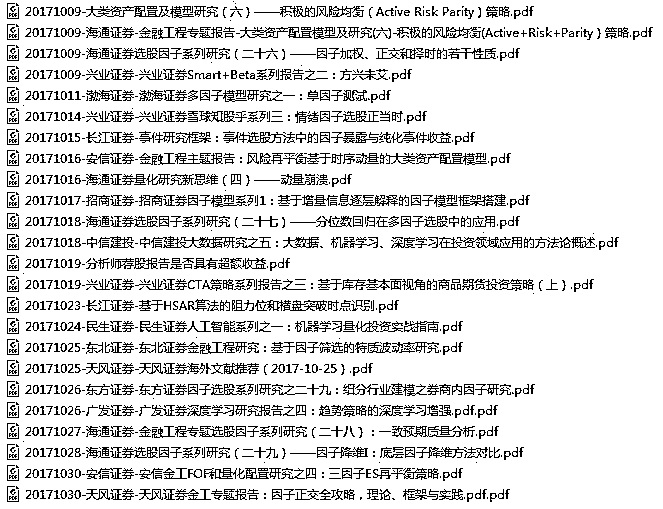 20171009-大类资产配置及模型研究（六）——积极的风险均衡（Active Risk Parity）策略.pdf
20171009-海通证券-金融工程专题报告-大类资产配置模型及研究(六)-积极的风险均衡(Active+Risk+Parity）策略.pdf
20171009-海通证券选股因子系列研究（二十六）——因子加权、正交和择时的若干性质.pdf
20171009-兴业证券-兴业证券Smart+Beta系列报告之二：方兴未艾.pdf
20171011-渤海证券-渤海证券多因子模型研究之一：单因子测试.pdf
20171014-兴业证券-兴业证券雪球知股乎系列三：情绪因子选股正当时.pdf
20171015-长江证券-事件研究框架：事件选股方法中的因子暴露与纯化事件收益.pdf
20171016-安信证券-金融工程主题报告：风险再平衡基于时序动量的大类资产配置模型.pdf
20171016-海通证券量化研究新思维（四）——动量崩溃.pdf
20171017-招商证券-招商证券因子模型系列1：基于增量信息逐层解释的因子模型框架搭建.pdf
20171018-海通证券选股因子系列研究（二十七）——分位数回归在多因子选股中的应用.pdf
20171018-中信建投-中信建投大数据研究之五：大数据、机器学习、深度学习在投资领域应用的方法论概述.pdf
20171019-分析师荐股报告是否具有超额收益.pdf
20171019-兴业证券-兴业证券CTA策略系列报告之三：基于库存基本面视角的商品期货投资策略（上）.pdf
20171023-长江证券-基于HSAR算法的阻力位和横盘突破时点识别.pdf
20171024-民生证券-民生证券人工智能系列之一：机器学习量化投资实战指南.pdf
20171025-东北证券-东北证券金融工程研究：基于因子筛选的特质波动率研究.pdf
20171025-天风证券-天风证券海外文献推荐（2017-10-25）.pdf
20171026-东方证券-东方证券因子选股系列研究之二十九：细分行业建模之券商内因子研究.pdf
20171026-广发证券-广发证券深度学习研究报告之四：趋势策略的深度学习增强.pdf.pdf
20171027-海通证券-金融工程专题选股因子系列研究（二十八）：一致预期质量分析.pdf
20171028-海通证券选股因子系列研究（二十九）——因子降维Ⅰ：底层因子降维方法对比.pdf
20171030-安信证券-安信金工FOF和量化配置研究之四：三因子ES再平衡策略.pdf
20171030-天风证券-天风证券金工专题报告：因子正交全攻略，理论、框架与实践.pdf.pdf